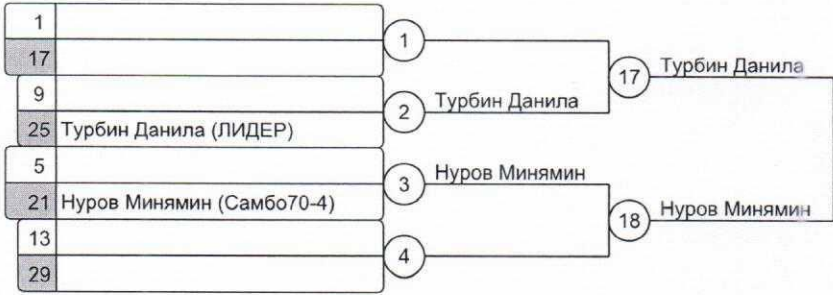 1
17
1
9
25 Турбин Данила (ЛИДЕР)
2 Турбин Данила
17 Турбин Данила
5
21 Нуров Минямин (Самбо70-4)
3 Нуров Минямин
13
29
4
18 Нуров Минямин